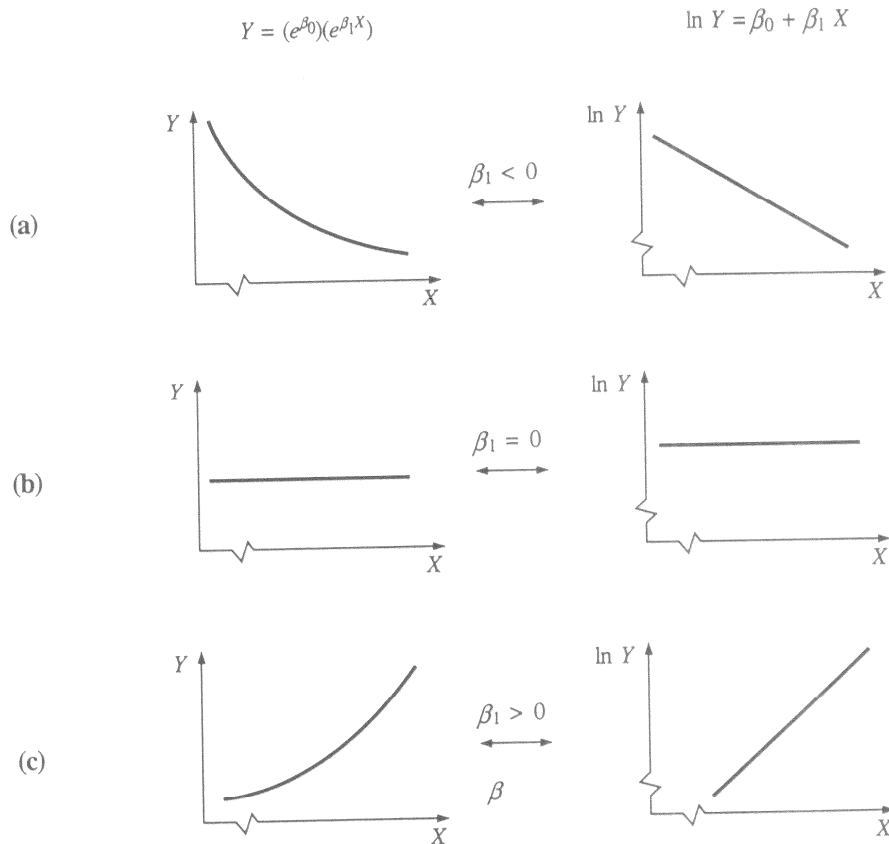 Y = (e^{β₀})(e^{β₁X})
ln Y = β₀ + β₁ X
(a)
Y
X
β₁ < 0
ln Y
X
(b)
Y
X
β₁ = 0
ln Y
X
(c)
Y
X
β₁ > 0
β
ln Y
X